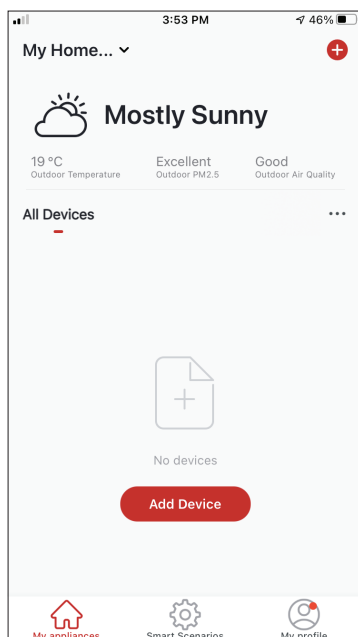 3:53 PM
46%
My Home...
Mostly Sunny
19 °C Excellent Good
Outdoor Temperature Outdoor PM2.5 Outdoor Air Quality
All Devices
No devices
Add Device
My appliances Smart Scenarios My profile